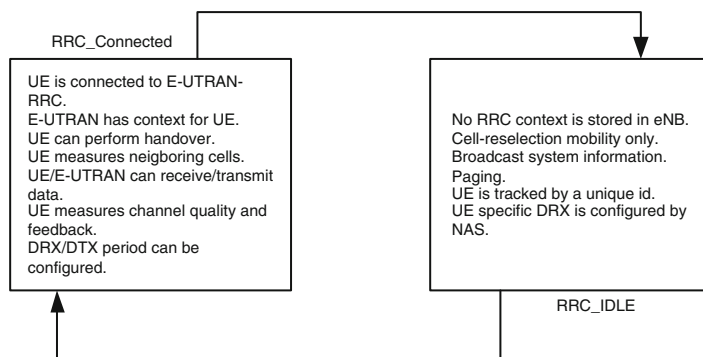 RRC_Connected
UE is connected to E-UTRAN-
RRC.
E-UTRAN has context for UE.
UE can perform handover.
UE measures neigboring cells.
UE/E-UTRAN can receive/transmit
data.
UE measures channel quality and
feedback.
DRX/DTX period can be
configured.
No RRC context is stored in eNB.
Cell-reselection mobility only.
Broadcast system information.
Paging.
UE is tracked by a unique id.
UE specific DRX is configured by
NAS.
RRC_IDLE